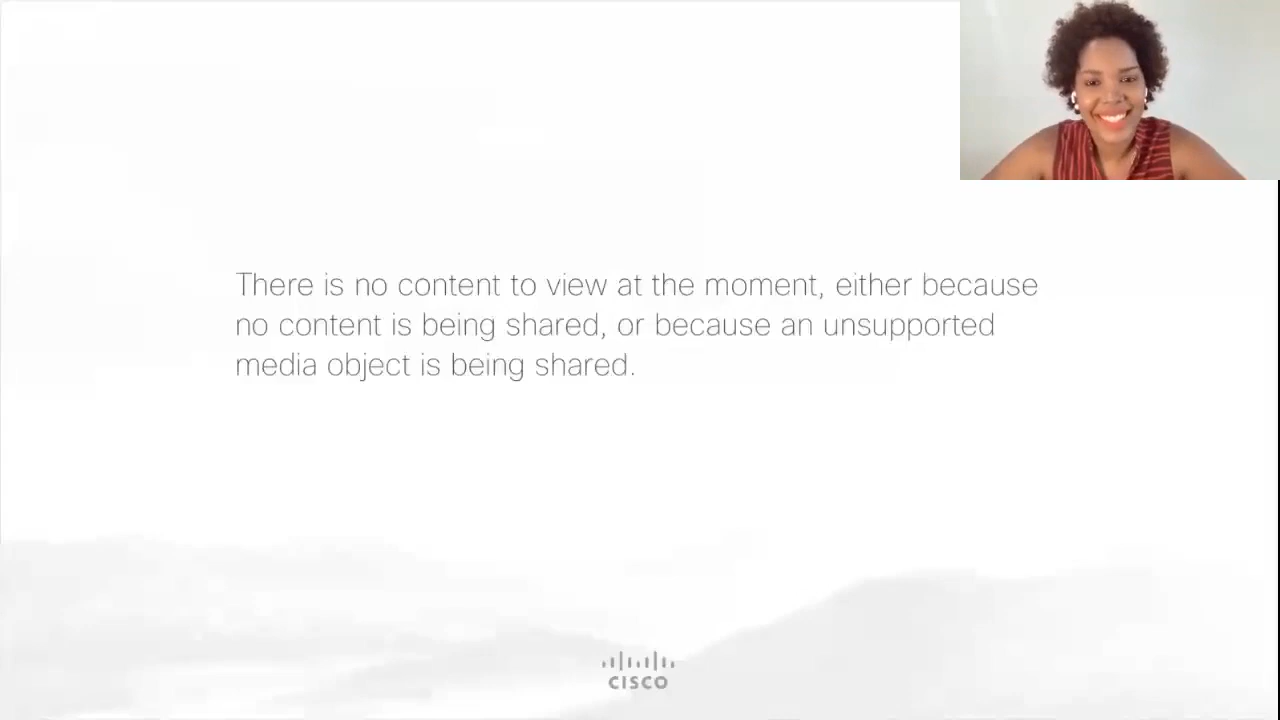 There is no content to view at the moment, either because
no content is being shared, or because an unsupported
media object is being shared.
CISCO